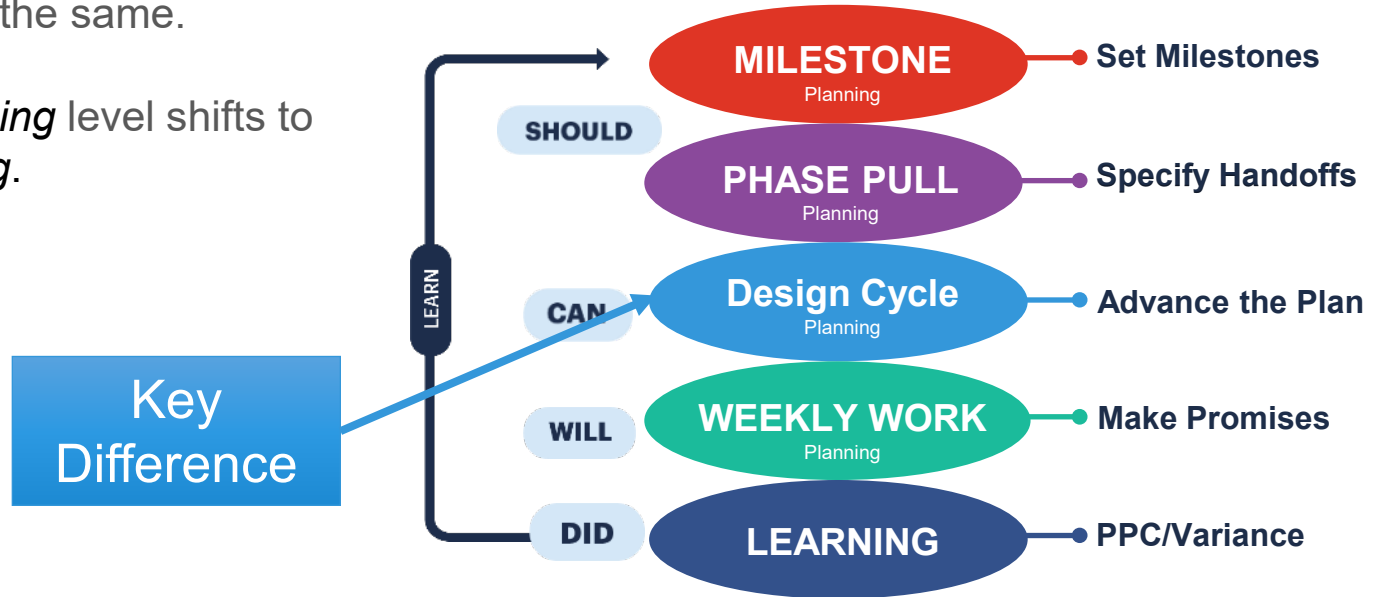 the same.
ing level shifts to
g.
MILESTONE
Planning
Set Milestones
SHOULD
PHASE PULL
Planning
Specify Handoffs
LEARN
Design Cycle
Planning
CAN
Advance the Plan
Key
Difference
WEEKLY WORK
Planning
WILL
Make Promises
DID
LEARNING
PPC/Variance